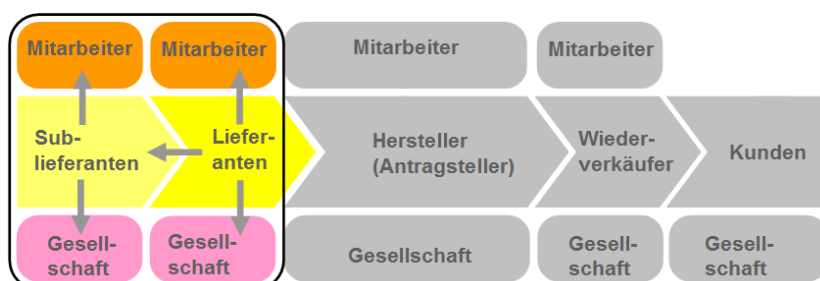 Mitarbeiter
Mitarbeiter
Mitarbeiter
Mitarbeiter
Sub-
lieferanten
Liefer-
anten
Hersteller
(Antragsteller)
Wieder-
verkäufer
Kunden
Gesell-
schaft
Gesell-
schaft
Gesellschaft
Gesell-
schaft
Gesell-
schaft